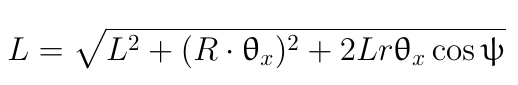 L = √(L² + (R · θₓ)² + 2Lrθₓ cos ψ)